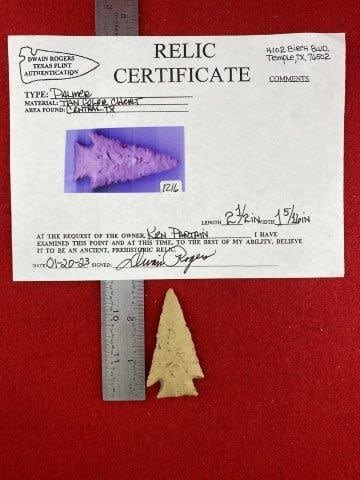 DWAIN ROGERS
TEXAS FLINT
AUTHENTICATION
RELIC
CERTIFICATE
4102 BIRCH BLVD.
TEMPLE, TX, 76502
COMMENTS
TYPE: PALMER
MATERIAL: TAN COLOR CHERT
AREA FOUND: CENTRAL TX
1216
LENGTH 2 1/2 in WIDTH 1 5/16 in
AT THE REQUEST OF THE OWNER, KEN PARTAIN I HAVE
EXAMINED THIS POINT AND AT THIS TIME, TO THE BEST OF MY ABILITY, BELIEVE
IT TO BE AN ANCIENT, PREHISTORIC RELIC.
DATE: 01-20-23 SIGNED: Dwain Rogers
10
11